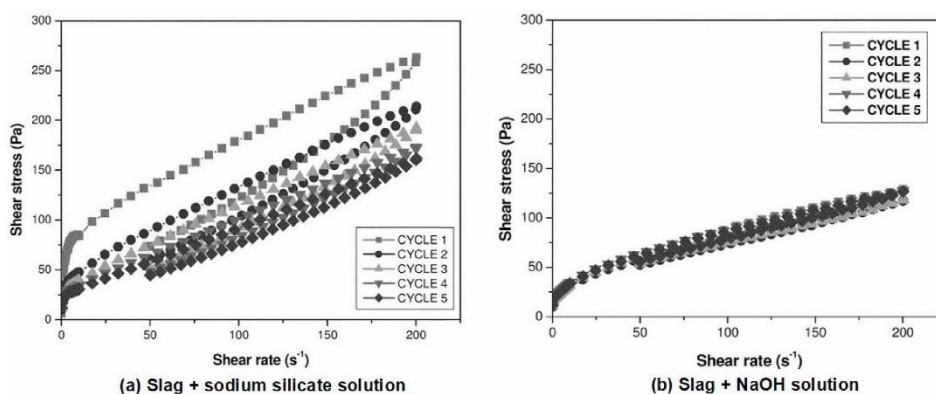 300
250
200
150
100
50
0
0 50 100 150 200
Shear stress (Pa)
Shear rate (s⁻¹)
CYCLE 1
CYCLE 2
CYCLE 3
CYCLE 4
CYCLE 5
(a) Slag + sodium silicate solution
300
250
200
150
100
50
0
0 50 100 150 200
Shear stress (Pa)
Shear rate (s⁻¹)
CYCLE 1
CYCLE 2
CYCLE 3
CYCLE 4
CYCLE 5
(b) Slag + NaOH solution